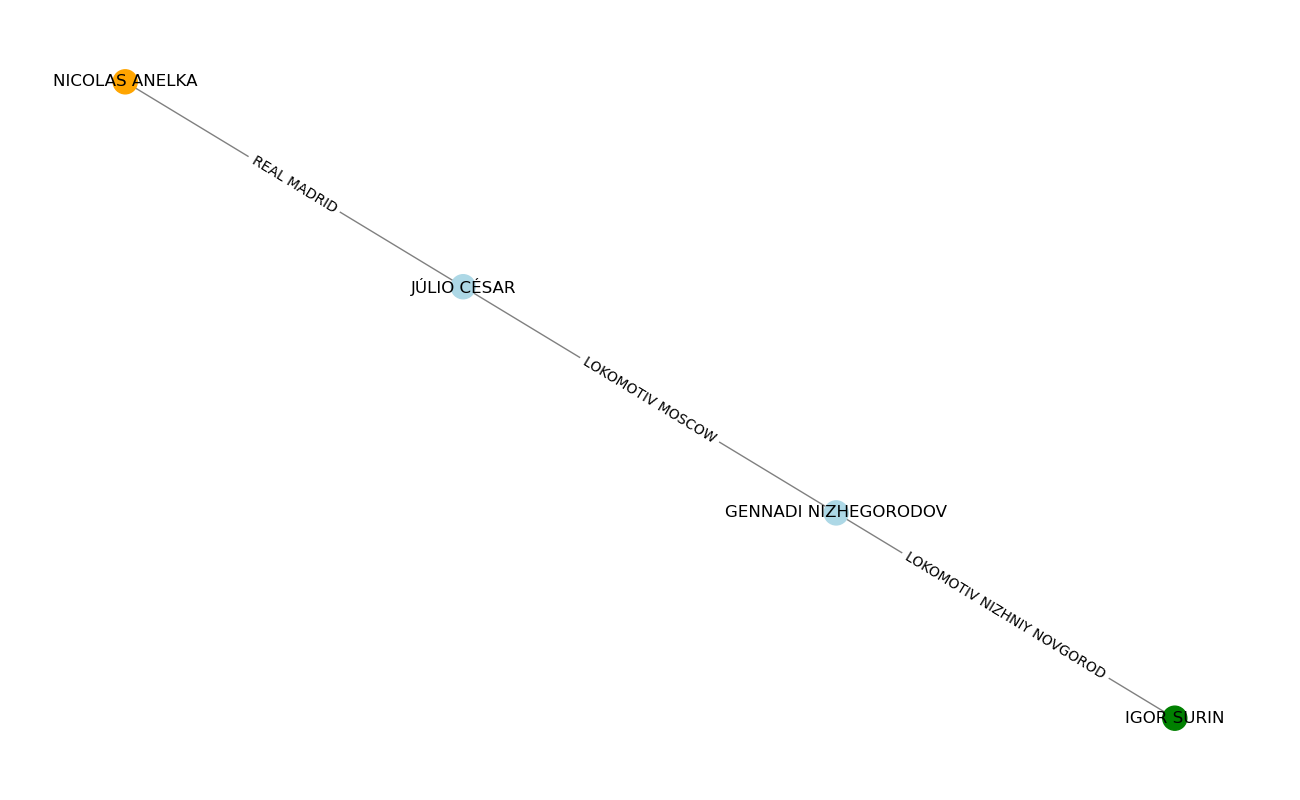 NICOLAS ANELKA
REAL MADRID
JÚLIO CÉSAR
LOKOMOTIV MOSCOW
GENNADI NIZHEGORODOV
LOKOMOTIV NIZHNIY NOVGOROD
IGOR SURIN